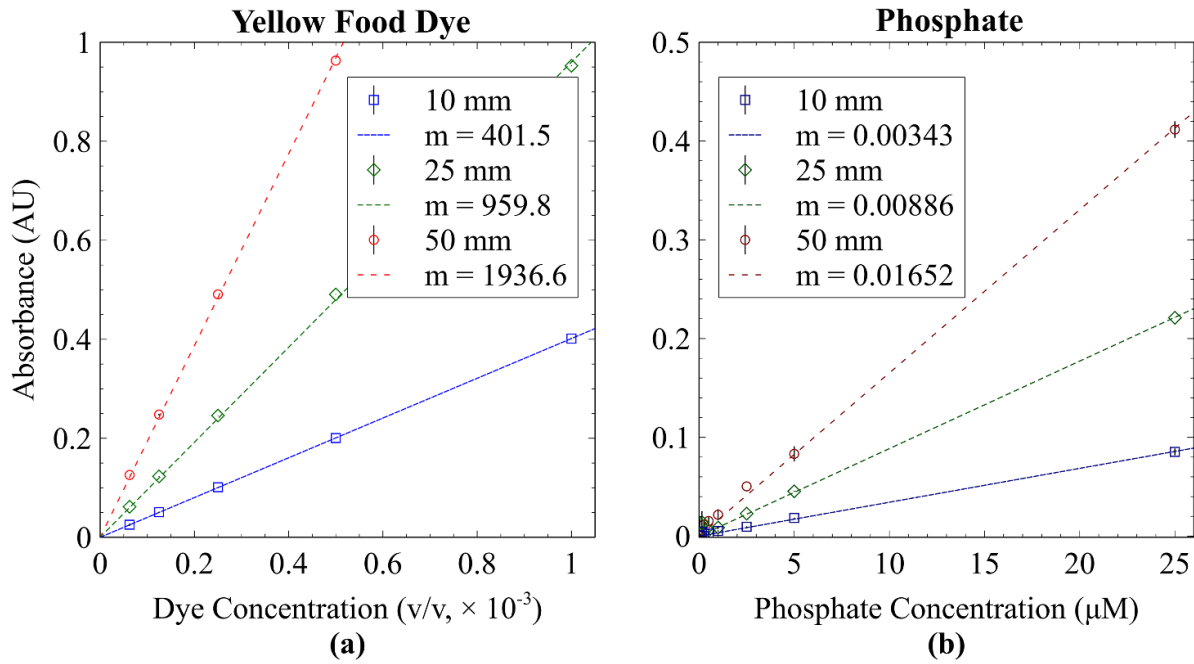 Yellow Food Dye
Absorbance (AU)
1
0.8
0.6
0.4
0.2
0
10 mm
m = 401.5
25 mm
m = 959.8
50 mm
m = 1936.6
0 0.2 0.4 0.6 0.8 1
Dye Concentration (v/v, × 10⁻³)
(a)
Phosphate
0.5
0.4
0.3
0.2
0.1
0
10 mm
m = 0.00343
25 mm
m = 0.00886
50 mm
m = 0.01652
0 5 10 15 20 25
Phosphate Concentration (μM)
(b)